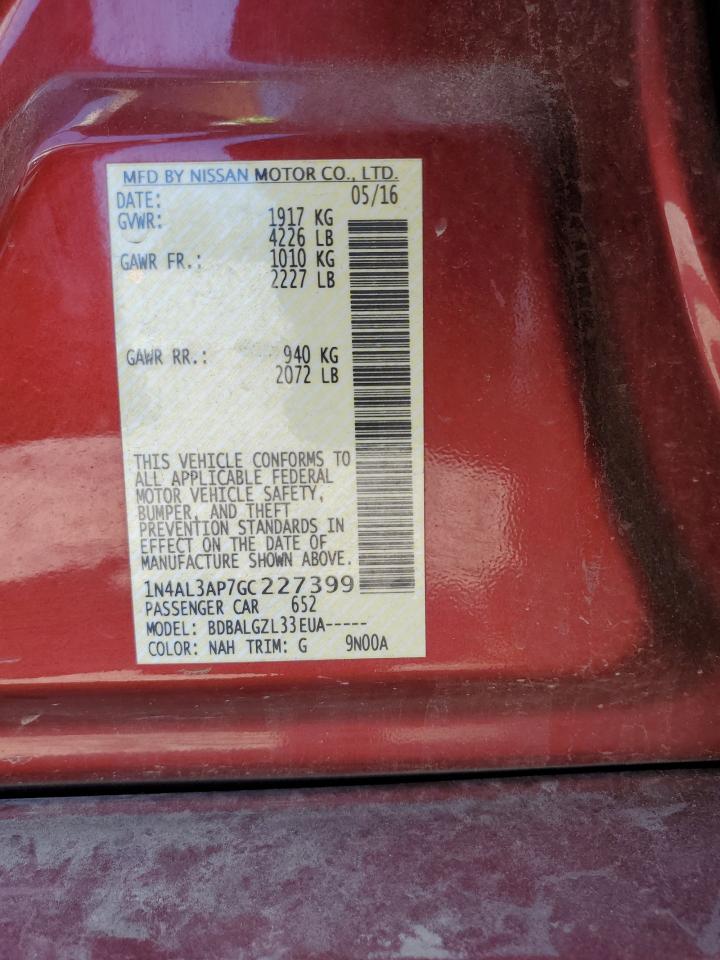 MFD BY NISSAN MOTOR CO., LTD.
DATE: 05/16
GVWR: 1917 KG
4226 LB
GAWR FR.: 1010 KG
2227 LB
GAWR RR.: 940 KG
2072 LB
THIS VEHICLE CONFORMS TO
ALL APPLICABLE FEDERAL
MOTOR VEHICLE SAFETY,
BUMPER, AND THEFT
PREVENTION STANDARDS IN
EFFECT ON THE DATE OF
MANUFACTURE SHOWN ABOVE.
1N4AL3AP7GC227399
PASSENGER CAR 652
MODEL: BDBALGZL33EUA-----
COLOR: NAH TRIM: G 9N00A